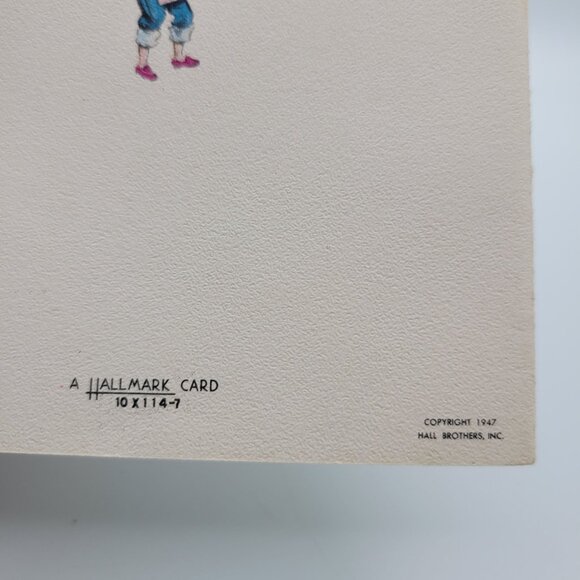 A HALLMARK CARD
10 X 114-7
COPYRIGHT 1947
HALL BROTHERS, INC.